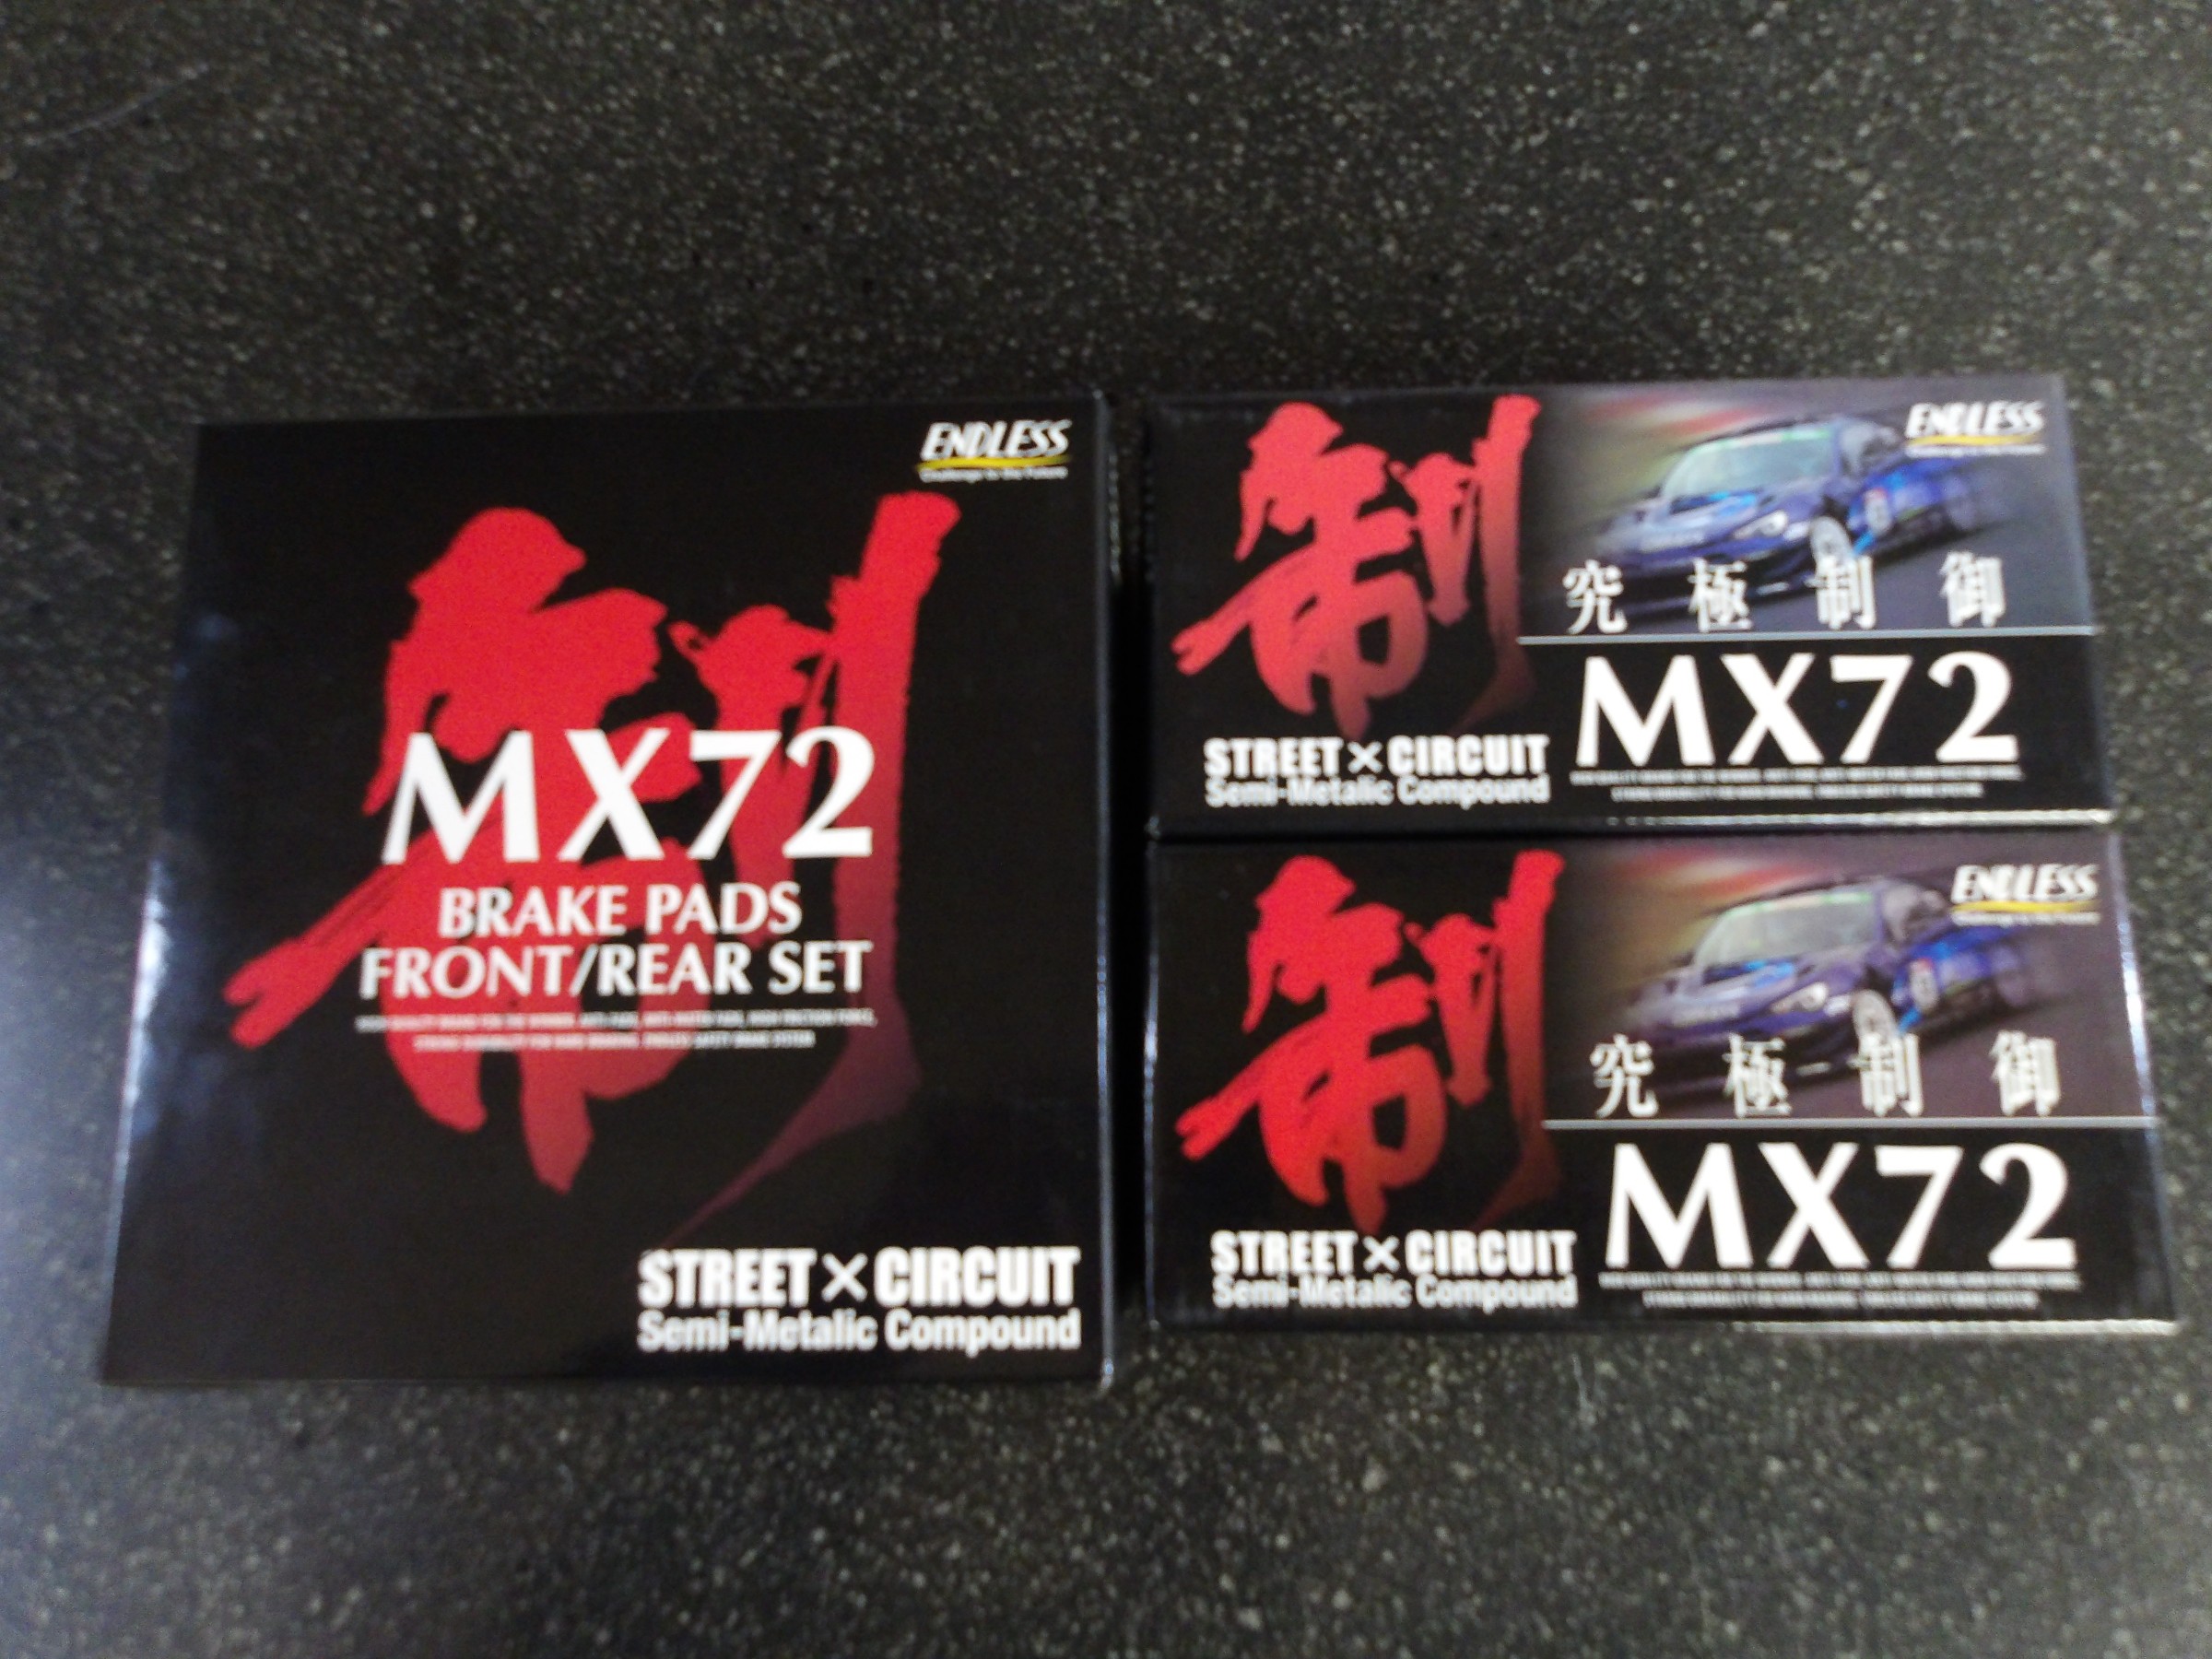 ENDLESS
制
MX72
BRAKE PADS
FRONT/REAR SET
STREET×CIRCUIT
Semi-Metalic Compound
制
ENDLESS
究極制御
MX72
STREET×CIRCUIT
Semi-Metalic Compound
制
ENDLESS
究極制御
MX72
STREET×CIRCUIT
Semi-Metalic Compound